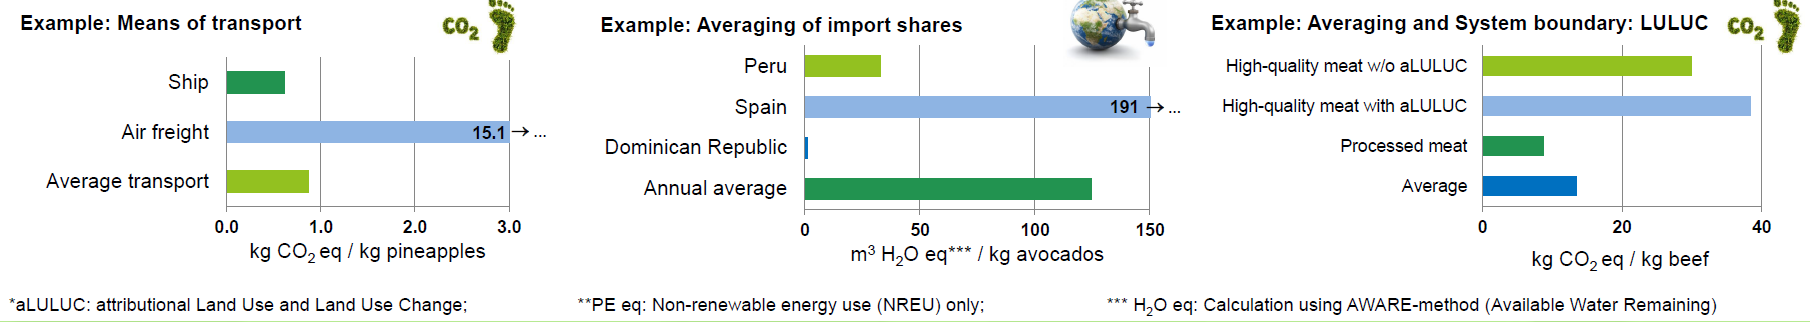 Example: Means of transport
CO2
Ship
Air freight
15.1 → ...
Average transport
0.0 1.0 2.0 3.0
kg CO2 eq / kg pineapples
Example: Averaging of import shares
Peru
Spain
191 → ...
Dominican Republic
Annual average
0 50 100 150
m³ H2O eq*** / kg avocados
Example: Averaging and System boundary: LULUC
CO2
High-quality meat w/o aLULUC
High-quality meat with aLULUC
Processed meat
Average
0 20 40
kg CO2 eq / kg beef
*aLULUC: attributional Land Use and Land Use Change;
**PE eq: Non-renewable energy use (NREU) only;
*** H2O eq: Calculation using AWARE-method (Available Water Remaining)